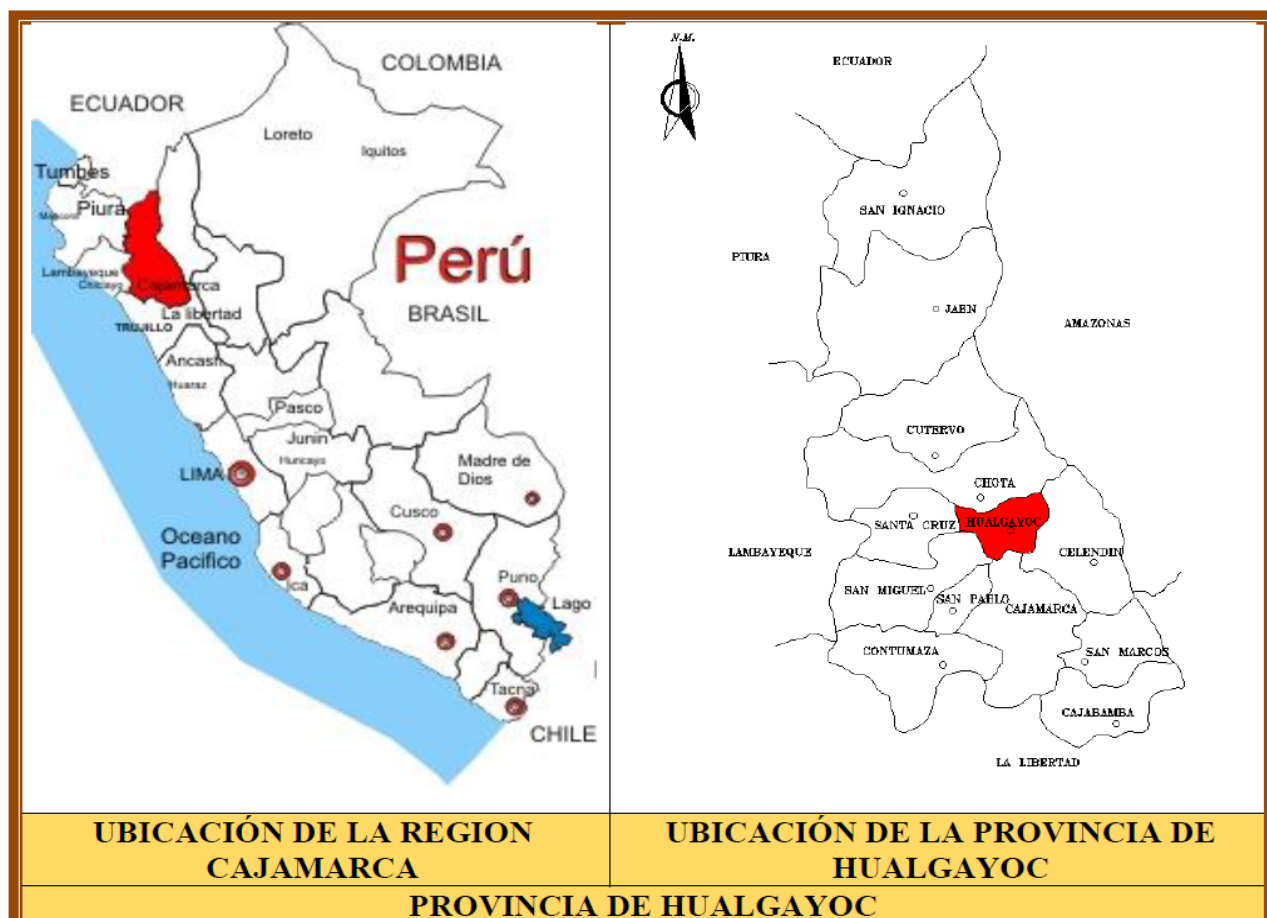 COLOMBIA
ECUADOR
Loreto
Iquitos
Tumbes
Piura
Perú
Lambayeque
Chiclayo
Cajamarca
La libertad
BRASIL
TRUJILLO
Ancash
Huaraz
Pasco
Junin
Huncayo
LIMA
Madre de
Dios
Cusco
Oceano
Pacifico
Ica
Puno
Lago
Arequipa
Tacna
CHILE
UBICACIÓN DE LA REGION
CAJAMARCA
N.M.
ECUADOR
SAN IGNACIO
PIURA
JAEN
AMAZONAS
CUTERVO
CHOTA
SANTA CRUZ
HUALGAYOC
LAMBAYEQUE
CELENDIN
SAN MIGUEL
SAN PABLO
CAJAMARCA
CONTUMAZA
SAN MARCOS
CAJABAMBA
LA LIBERTAD
UBICACIÓN DE LA PROVINCIA DE
HUALGAYOC
PROVINCIA DE HUALGAYOC